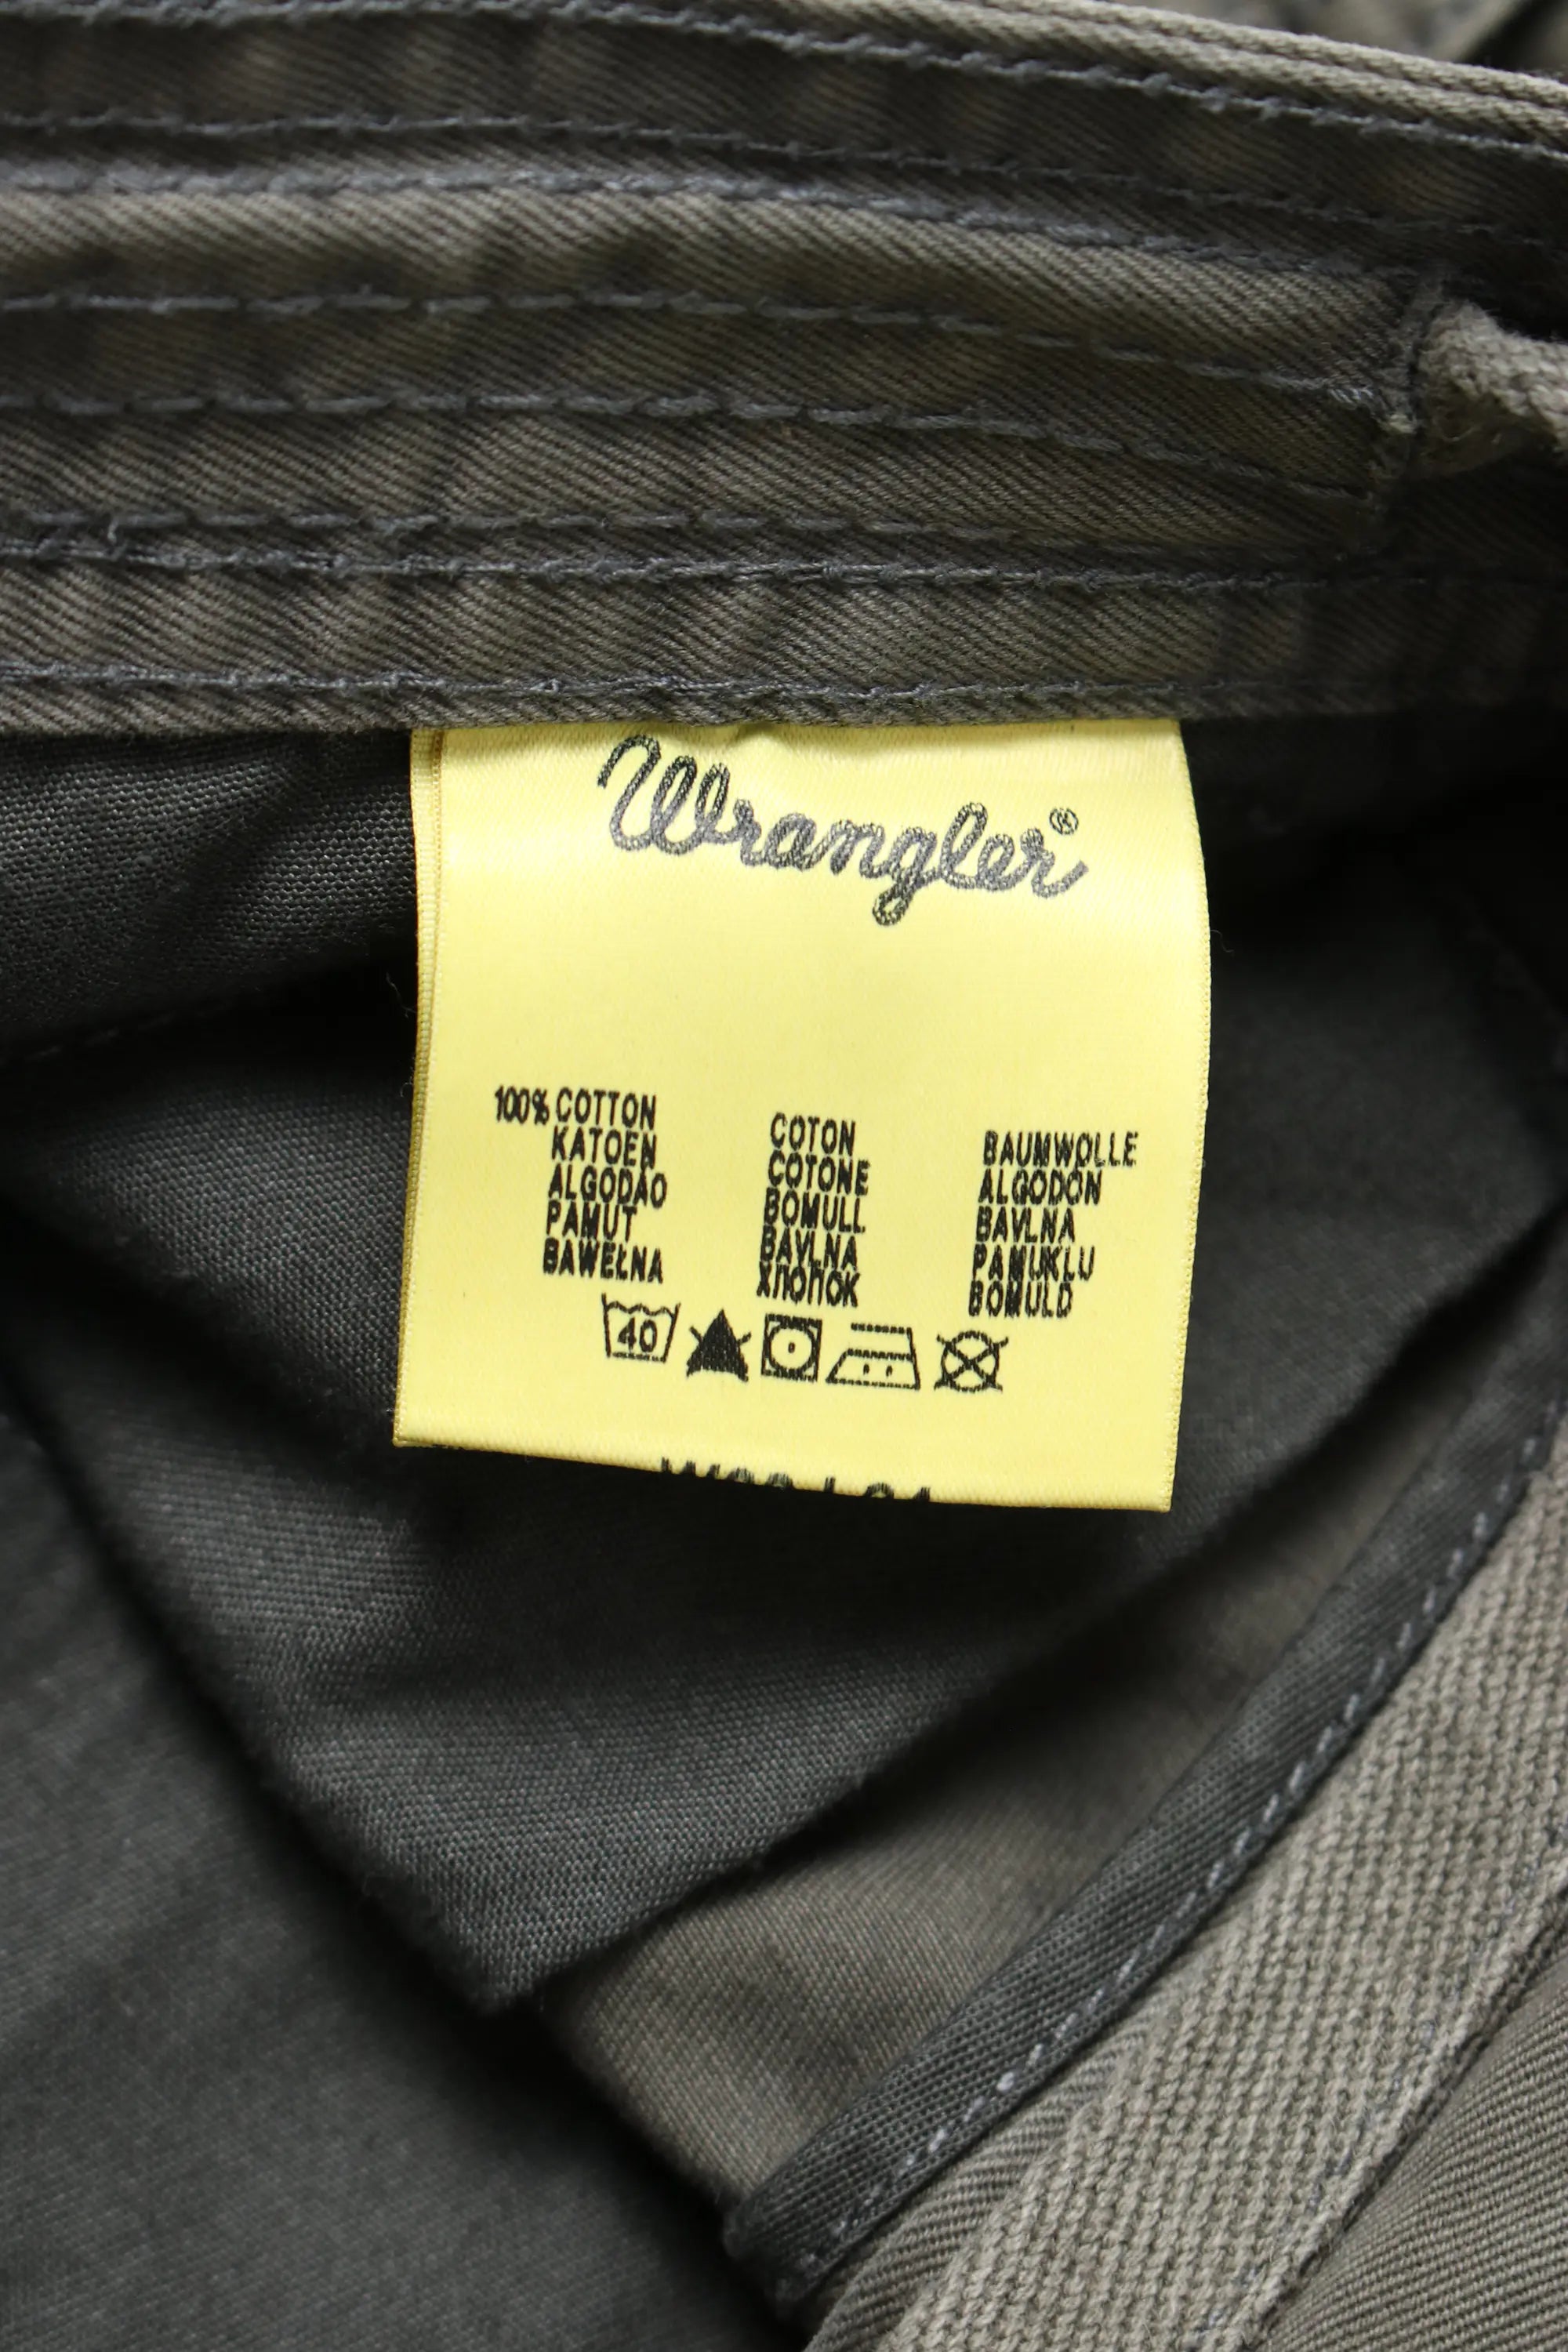 Wrangler®
100% COTTON COTON BAUMWOLLE
KATOEN COTONE ALGODÓN
ALGODÃO BOMULL BAVLNA
PAMUT BAVLNA PAMUKLU
BAWEŁNA ХЛОПОК BOMULD
40